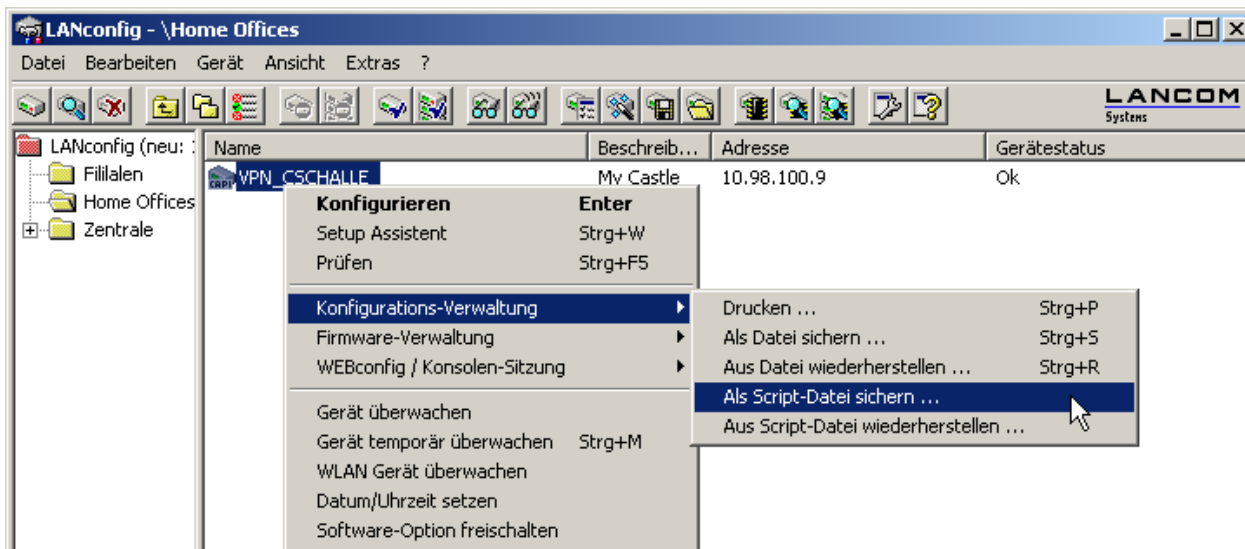 LANconfig - \Home Offices
Datei Bearbeiten Gerät Ansicht Extras ?
LANCOM
Systems
LANconfig (neu:
Fililalen
Home Offices
Zentrale
Name Beschreib... Adresse Gerätestatus
VPN_CSCHALLE My Castle 10.98.100.9 Ok
Konfigurieren Enter
Setup Assistent Strg+W
Prüfen Strg+F5
Konfigurations-Verwaltung
Firmware-Verwaltung
WEBconfig / Konsolen-Sitzung
Gerät überwachen
Gerät temporär überwachen Strg+M
WLAN Gerät überwachen
Datum/Uhrzeit setzen
Software-Option freischalten
Drucken ... Strg+P
Als Datei sichern ... Strg+S
Aus Datei wiederherstellen ... Strg+R
Als Script-Datei sichern ...
Aus Script-Datei wiederherstellen ...